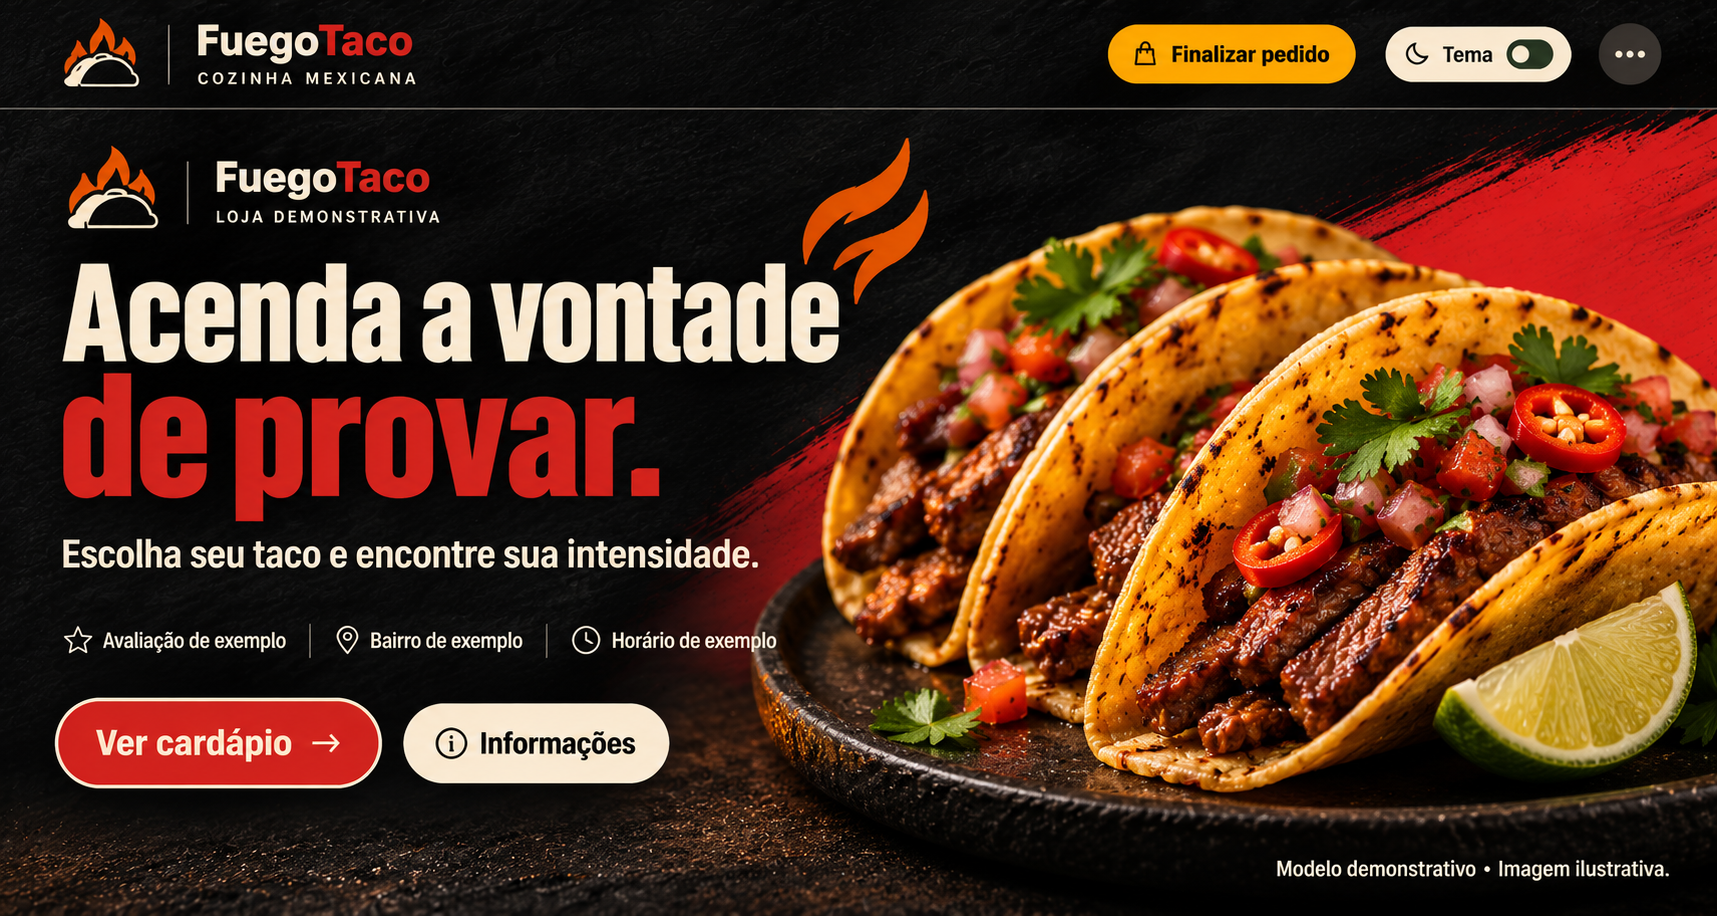 FuegoTaco
COZINHA MEXICANA
Finalizar pedido
Tema
FuegoTaco
LOJA DEMONSTRATIVA
Acenda a vontade
de provar.
Escolha seu taco e encontre sua intensidade.
Avaliação de exemplo
Bairro de exemplo
Horário de exemplo
Ver cardápio →
Informações
Modelo demonstrativo • Imagem ilustrativa.